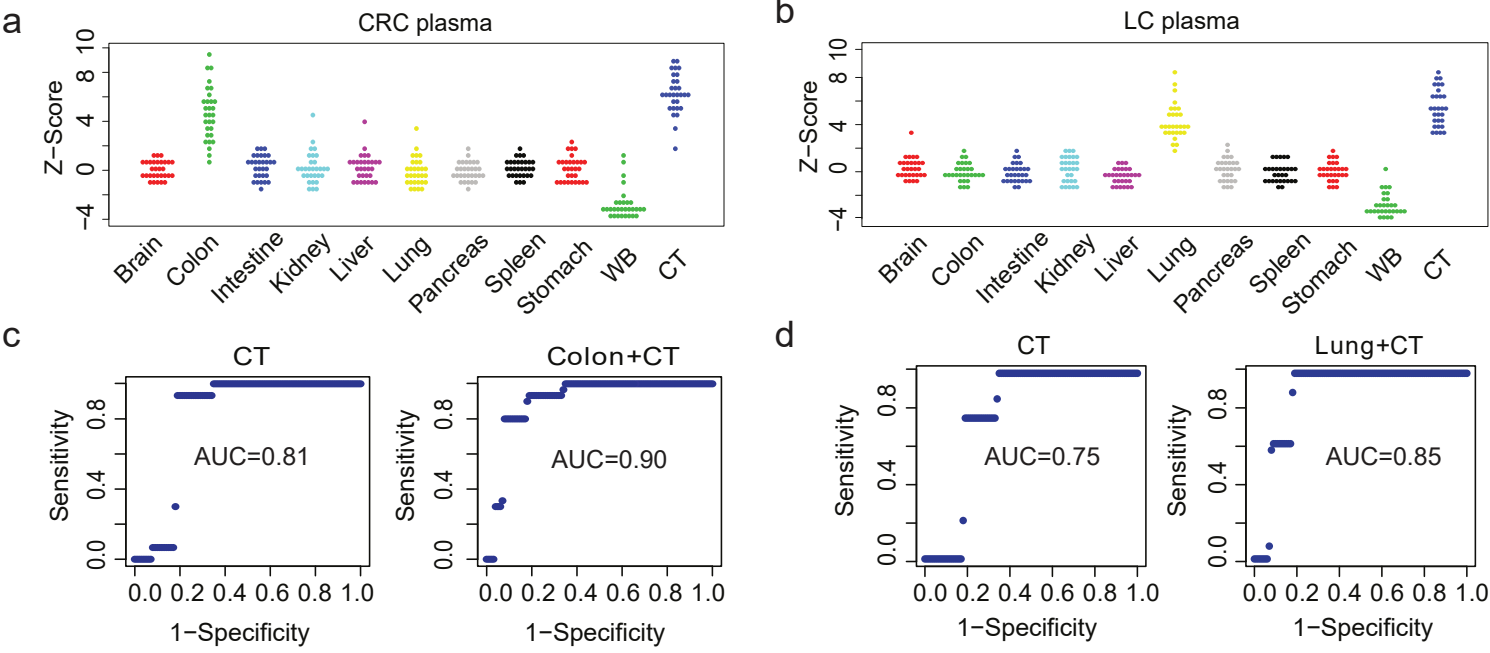 a
CRC plasma
Z−Score
10
8
4
0
−4
Brain
Colon
Intestine
Kidney
Liver
Lung
Pancreas
Spleen
Stomach
WB
CT
b
LC plasma
Z−Score
10
8
4
0
−4
Brain
Colon
Intestine
Kidney
Liver
Lung
Pancreas
Spleen
Stomach
WB
CT
c
CT
Sensitivity
0.8
0.4
0.0
AUC=0.81
0.0 0.2 0.4 0.6 0.8 1.0
1−Specificity
Colon+CT
Sensitivity
0.8
0.4
0.0
AUC=0.90
0.0 0.2 0.4 0.6 0.8 1.0
1−Specificity
d
CT
Sensitivity
0.8
0.4
0.0
AUC=0.75
0.0 0.2 0.4 0.6 0.8 1.0
1−Specificity
Lung+CT
Sensitivity
0.8
0.4
0.0
AUC=0.85
0.0 0.2 0.4 0.6 0.8 1.0
1−Specificity